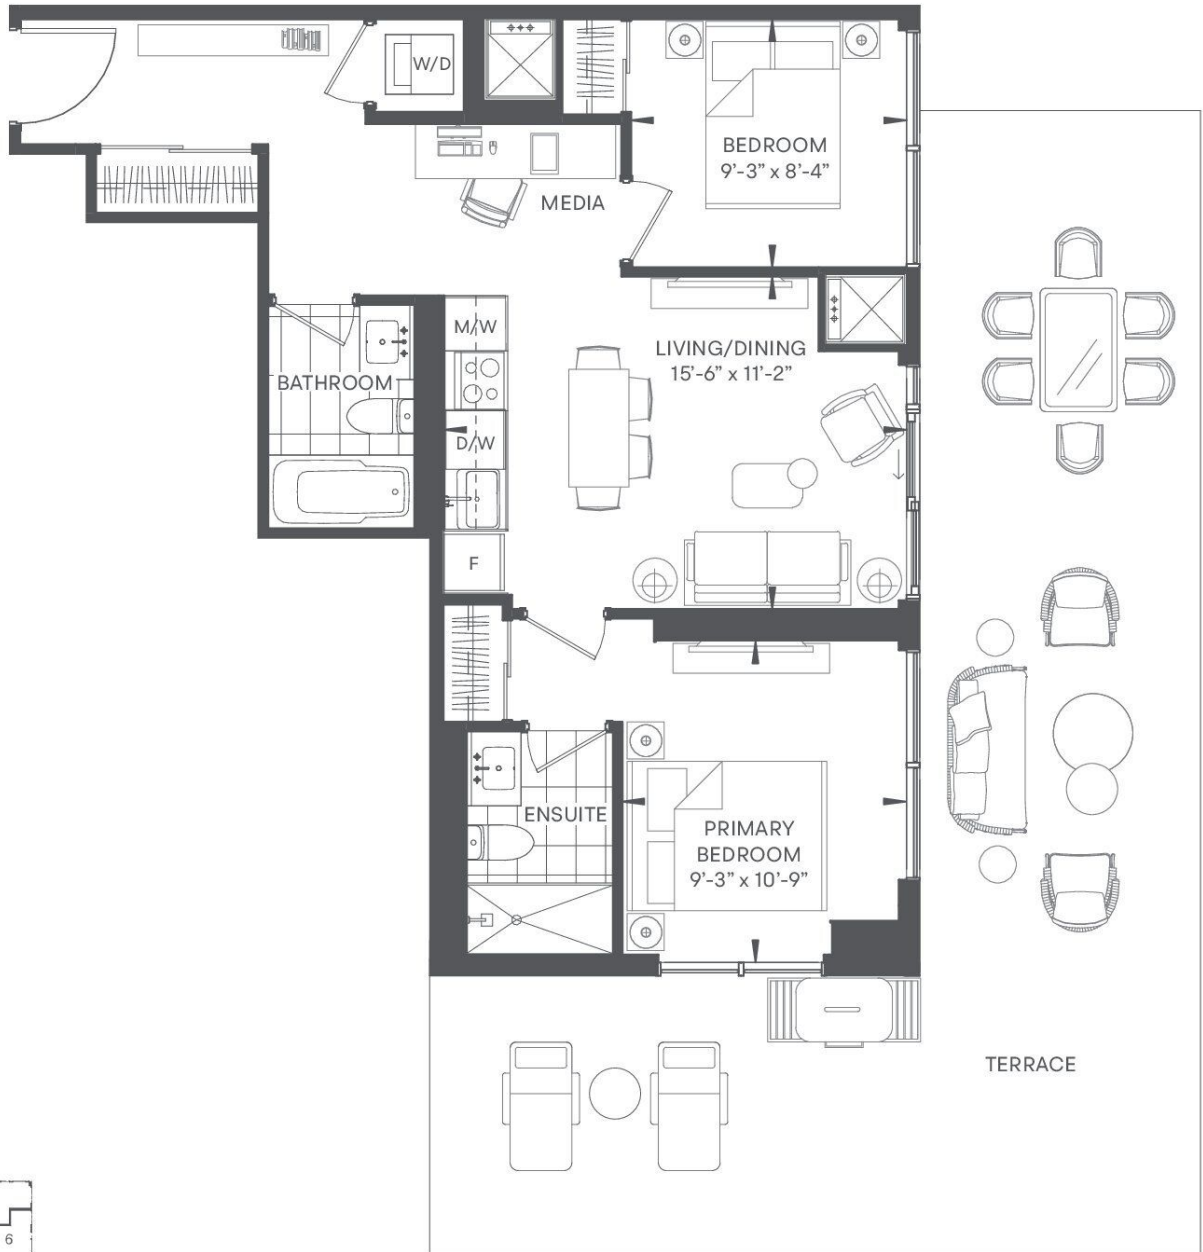 W/D
BEDROOM
9’-3” x 8’-4”
MEDIA
M/W
LIVING/DINING
15’-6” x 11’-2”
BATHROOM
D/W
F
ENSUITE
PRIMARY
BEDROOM
9’-3” x 10’-9”
TERRACE
6